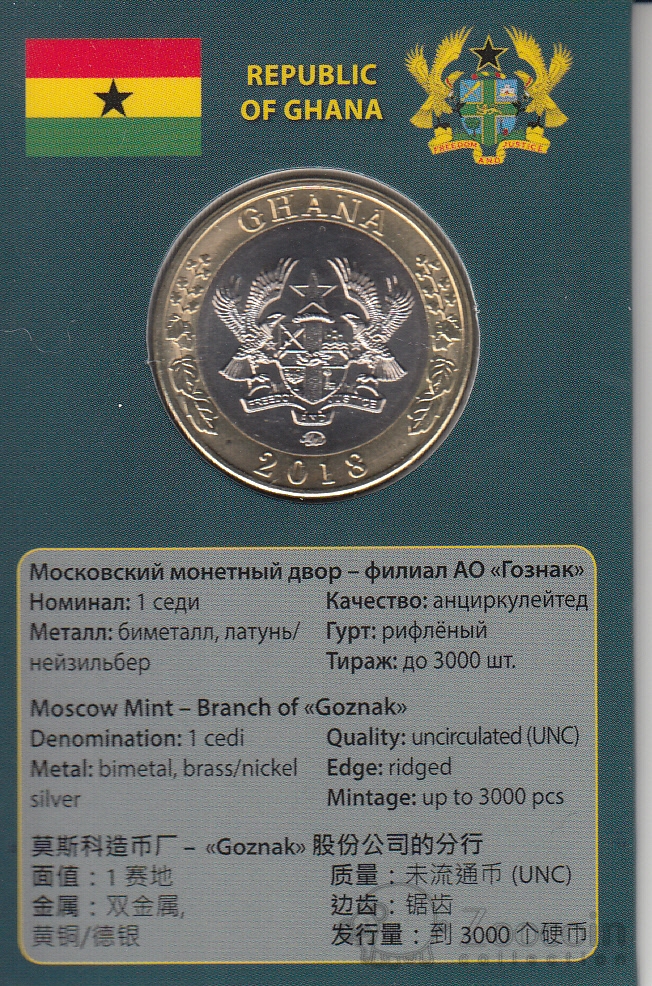 REPUBLIC
OF GHANA
FREEDOM AND JUSTICE
GHANA
FREEDOM AND JUSTICE
2018
Московский монетный двор – филиал АО «Гознак»
Номинал: 1 седи
Качество: анциркулейтед
Металл: биметалл, латунь/
нейзильбер
Гурт: рифлёный
Тираж: до 3000 шт.
Moscow Mint – Branch of «Goznak»
Denomination: 1 cedi
Quality: uncirculated (UNC)
Metal: bimetal, brass/nickel
silver
Edge: ridged
Mintage: up to 3000 pcs
莫斯科造币厂 – «Goznak» 股份公司的分行
面值：1 赛地
质量：未流通币 (UNC)
金属：双金属,
黄铜/德银
边齿：锯齿
发行量：到 3000 个硬币
collection